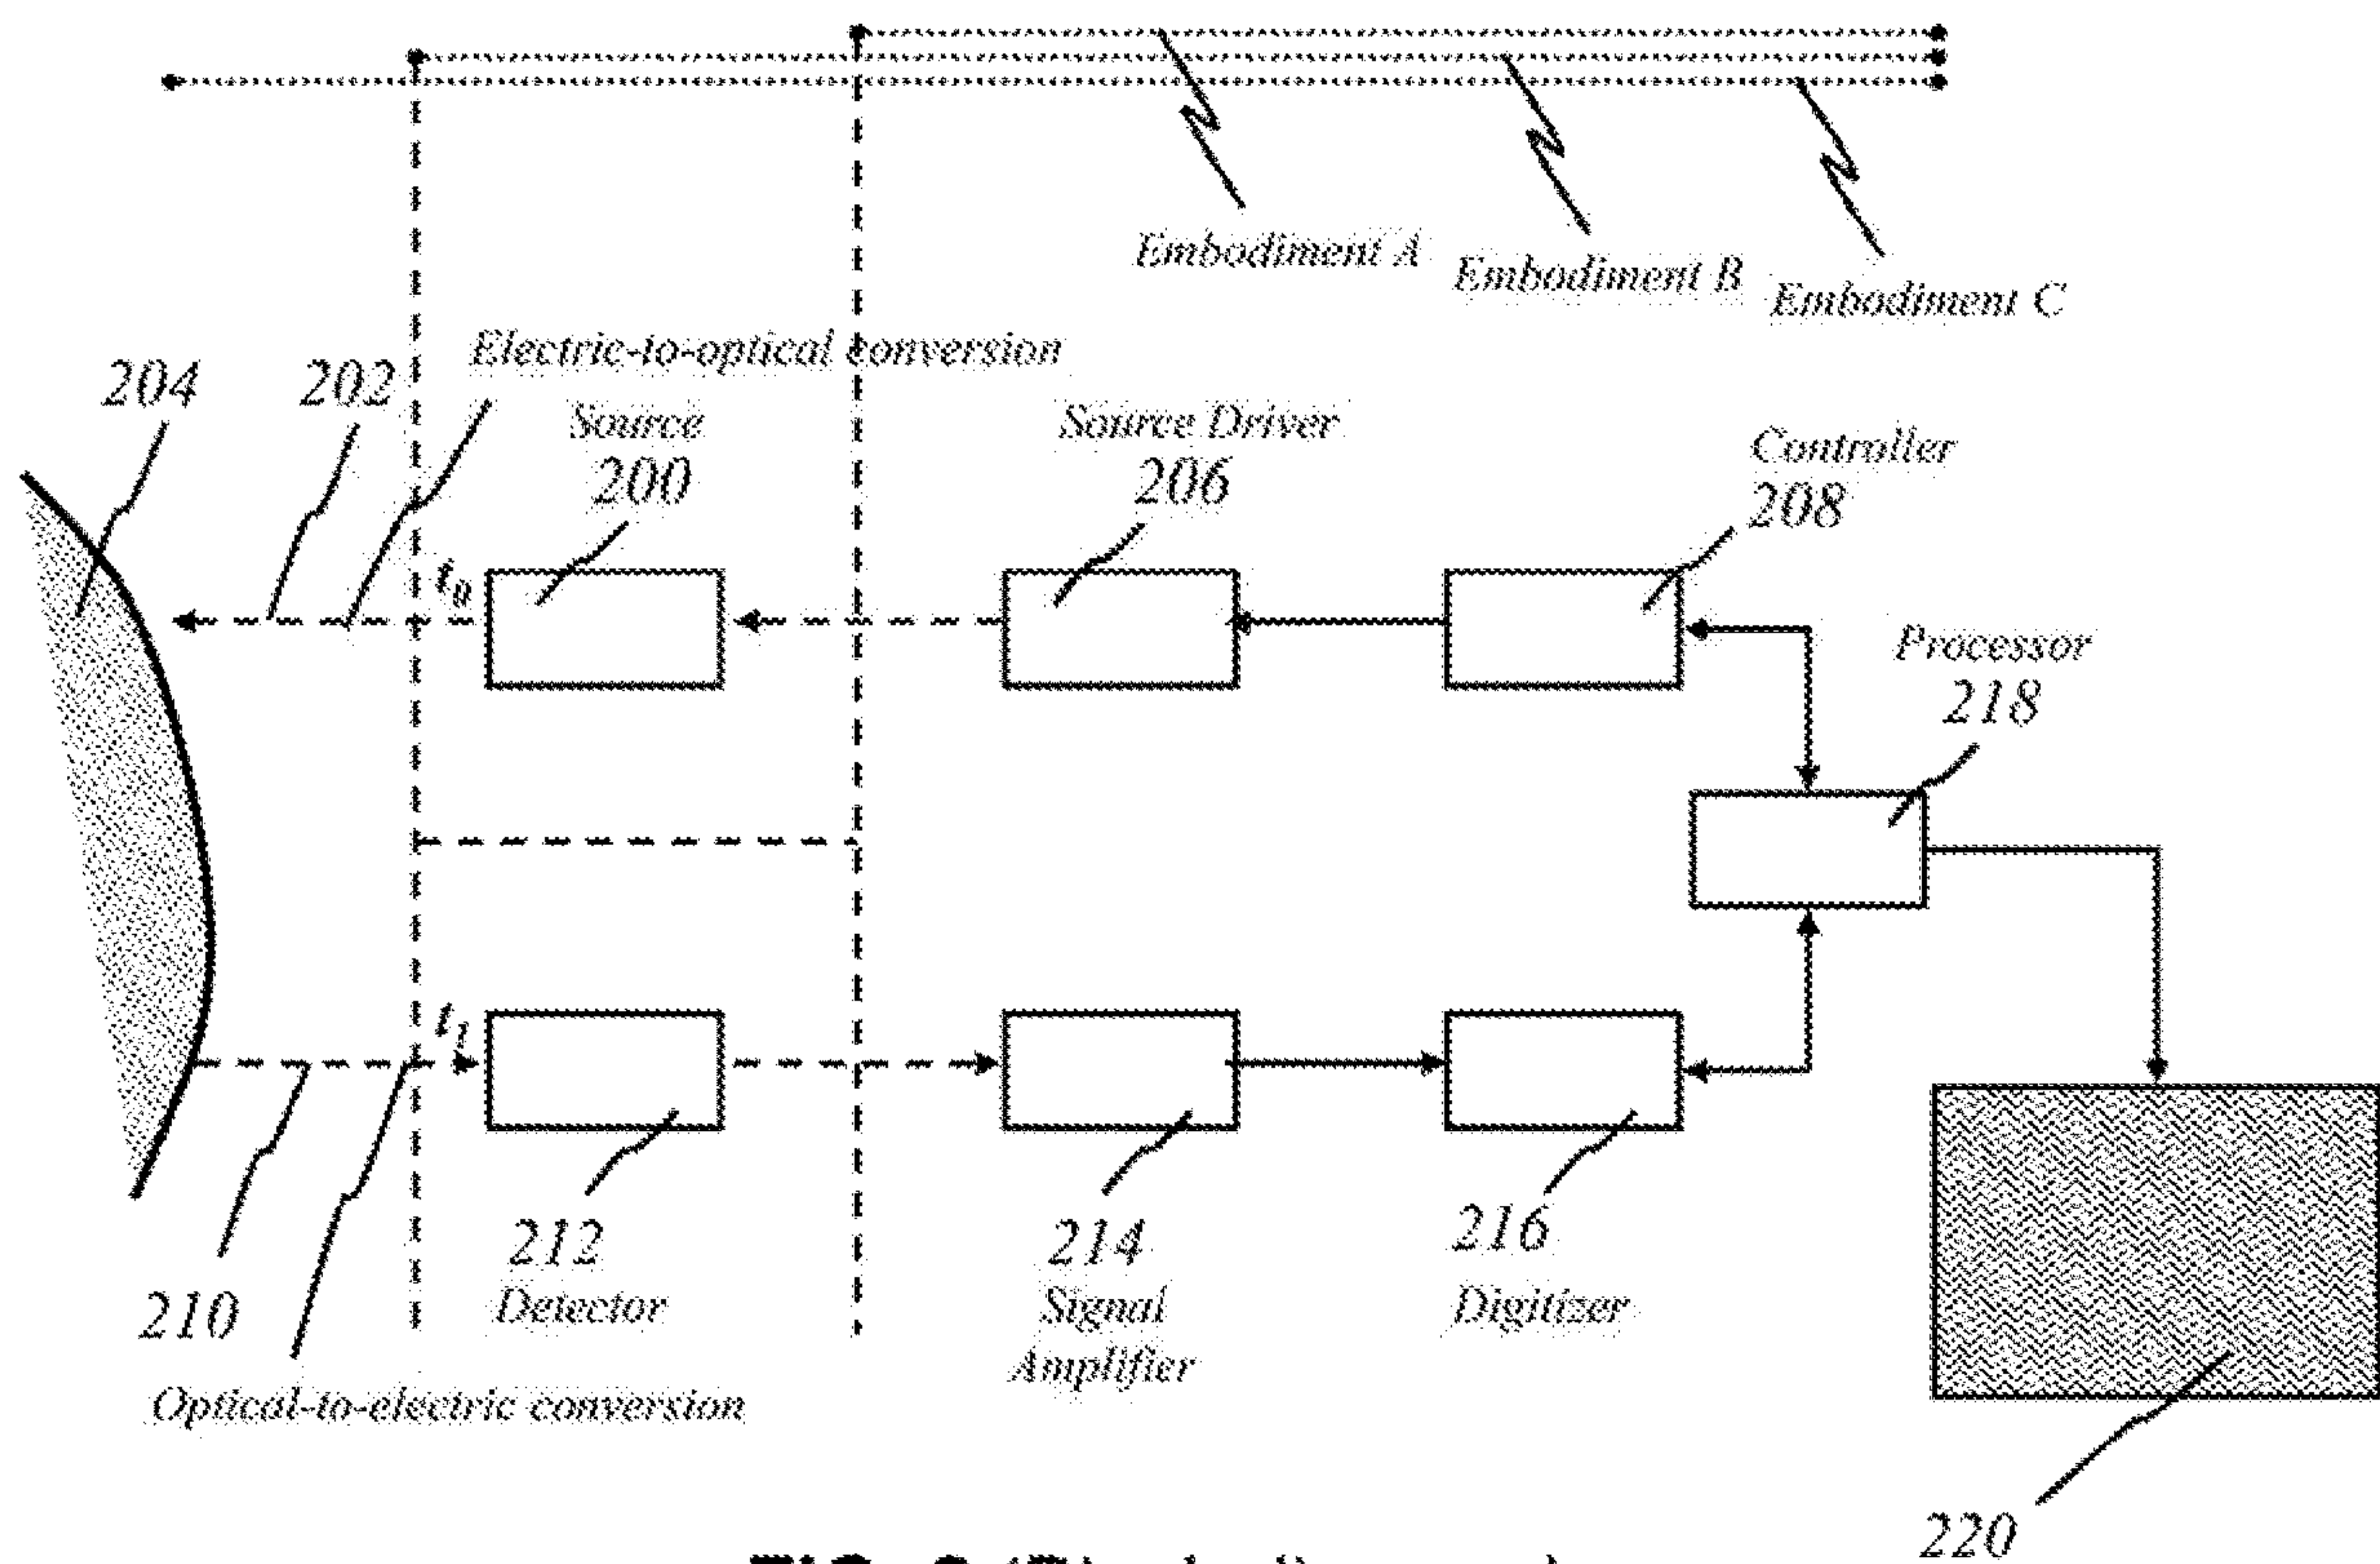 Embodiment A
Embodiment B
Embodiment C
Electric-to-optical conversion
204
202
Source
200
Source Driver
206
Controller
208
t0
Processor
218
t1
212
Detector
214
Signal
Amplifier
216
Digitizer
210
Optical-to-electric conversion
220